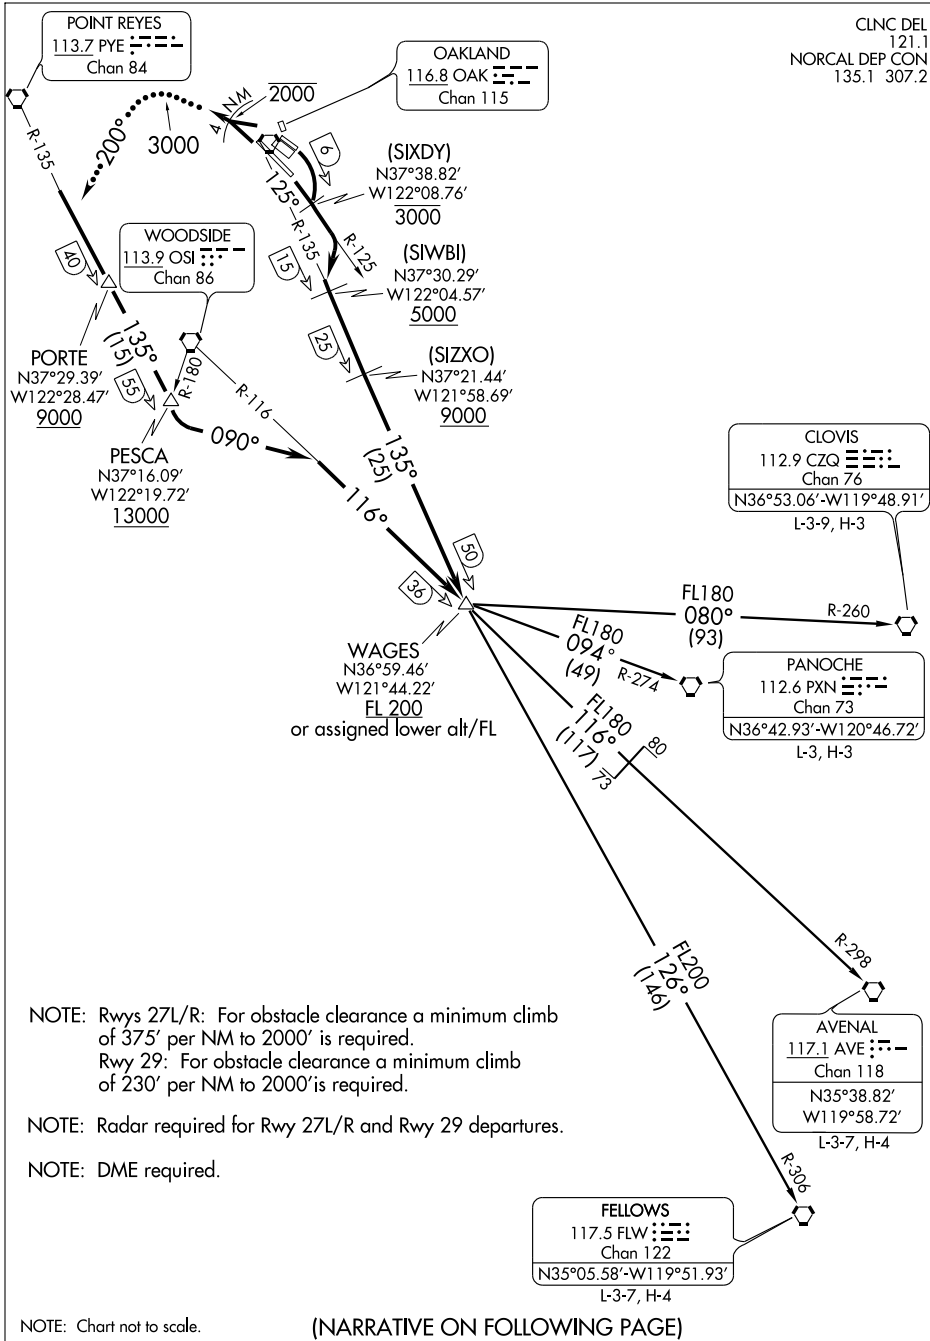 POINT REYES
113.7 PYE
Chan 84
CLNC DEL
121.1
NORCAL DEP CON
135.1 307.2
OAKLAND
116.8 OAK
Chan 115
2000
4 NM
3000
200°
R-135
6
(SIXDY)
N37°38.82'
W122°08.76'
3000
125°
R-135
R-125
WOODSIDE
113.9 OSI
Chan 86
40
15
(SIWBI)
N37°30.29'
W122°04.57'
5000
25
(SIZXO)
N37°21.44'
W121°58.69'
9000
PORTE
N37°29.39'
W122°28.47'
9000
135°
(15)
55
R-180
R-116
090°
PESCA
N37°16.09'
W122°19.72'
13000
116°
135°
(25)
CLOVIS
112.9 CZQ
Chan 76
N36°53.06'-W119°48.91'
L-3-9, H-3
50
36
FL180
080°
(93)
R-260
WAGES
N36°59.46'
W121°44.22'
FL 200
or assigned lower alt/FL
FL180
094°
(49)
R-274
PANOCHE
112.6 PXN
Chan 73
N36°42.93'-W120°46.72'
L-3, H-3
FL180
116°
(117)
80
73
R-298
FL200
126°
(146)
AVENAL
117.1 AVE
Chan 118
N35°38.82'
W119°58.72'
L-3-7, H-4
NOTE: Rwys 27L/R: For obstacle clearance a minimum climb
of 375' per NM to 2000' is required.
Rwy 29: For obstacle clearance a minimum climb
of 230' per NM to 2000'is required.
NOTE: Radar required for Rwy 27L/R and Rwy 29 departures.
NOTE: DME required.
R-306
FELLOWS
117.5 FLW
Chan 122
N35°05.58'-W119°51.93'
L-3-7, H-4
NOTE: Chart not to scale.
(NARRATIVE ON FOLLOWING PAGE)